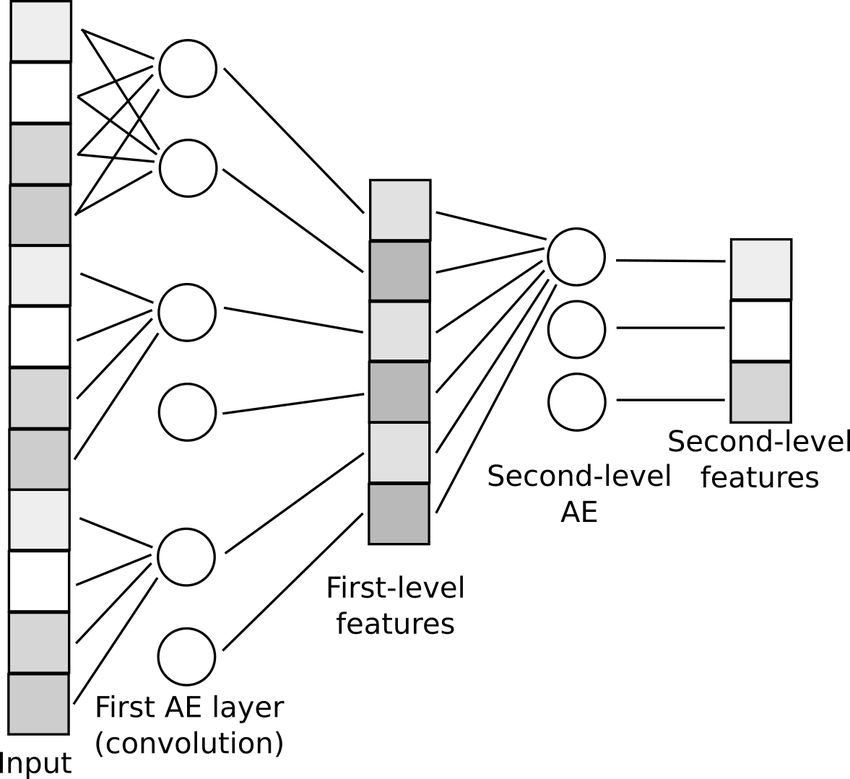 Second-level
features
Second-level
AE
First-level
features
First AE layer
(convolution)
Input